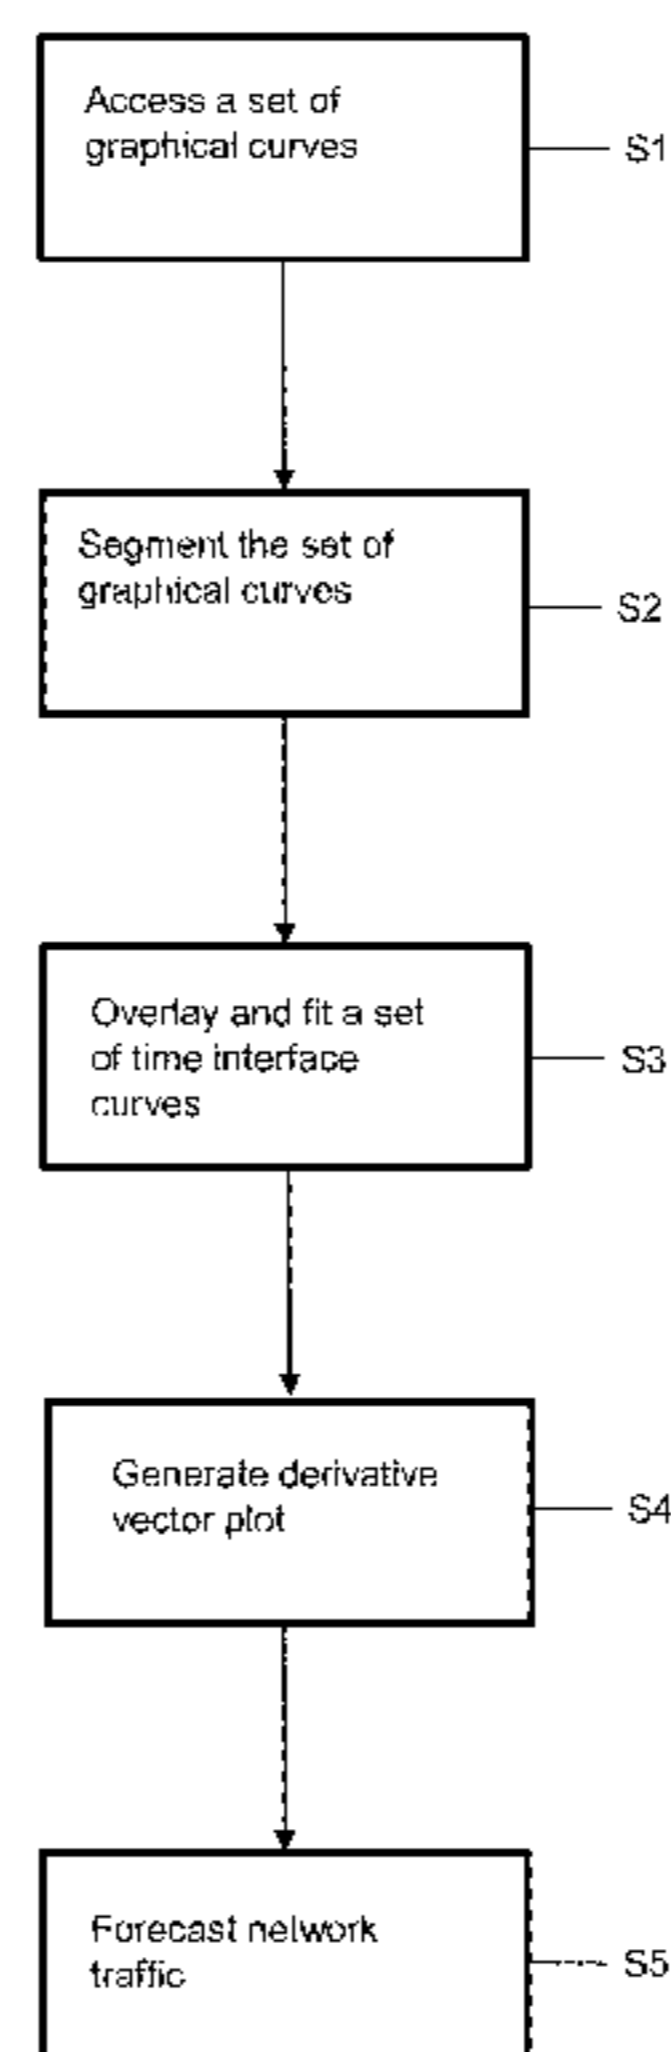 Access a set of
graphical curves
S1
Segment the set of
graphical curves
S2
Overlay and fit a set
of time interface
curves
S3
Generate derivative
vector plot
S4
Forecast network
traffic
S5